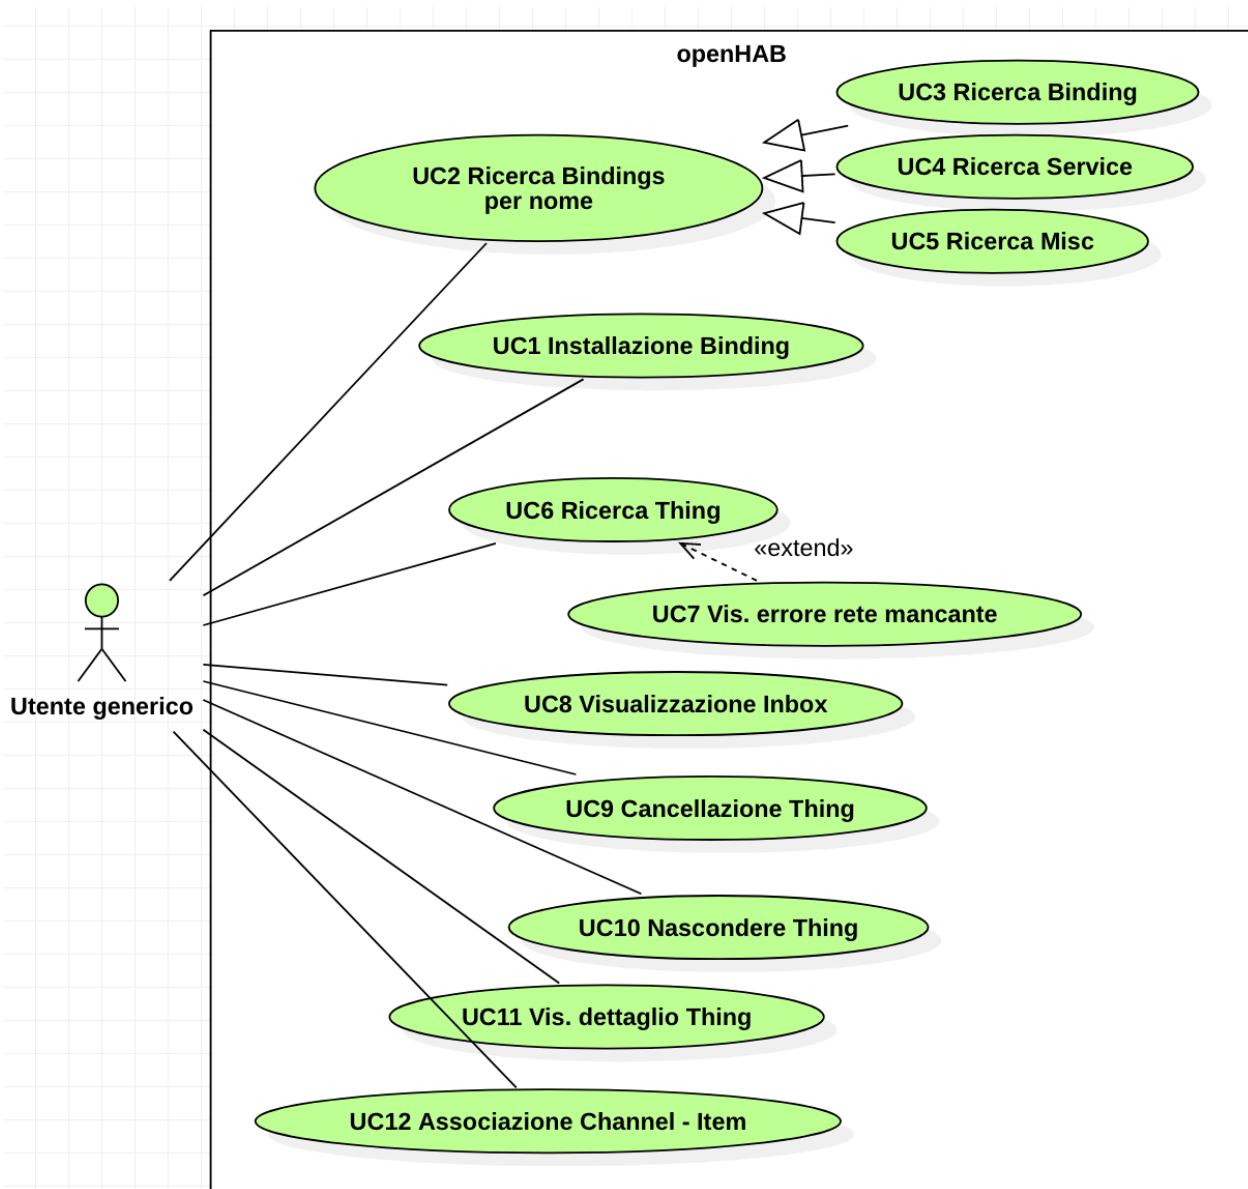 openHAB
UC3 Ricerca Binding
UC2 Ricerca Bindings
per nome
UC4 Ricerca Service
UC5 Ricerca Misc
UC1 Installazione Binding
UC6 Ricerca Thing
«extend»
UC7 Vis. errore rete mancante
Utente generico
UC8 Visualizzazione Inbox
UC9 Cancellazione Thing
UC10 Nascondere Thing
UC11 Vis. dettaglio Thing
UC12 Associazione Channel - Item